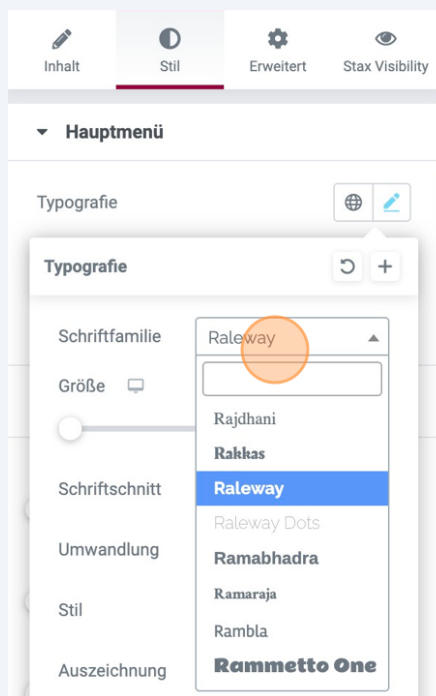 Inhalt
Stil
Erweitert
Stax Visibility
Hauptmenü
Typografie
Typografie
Schriftfamilie
Raleway
Größe
Rajdhani
Rakkas
Schriftschnitt
Raleway
Raleway Dots
Umwandlung
Ramabhadra
Stil
Ramaraja
Rambla
Auszeichnung
Rammetto One